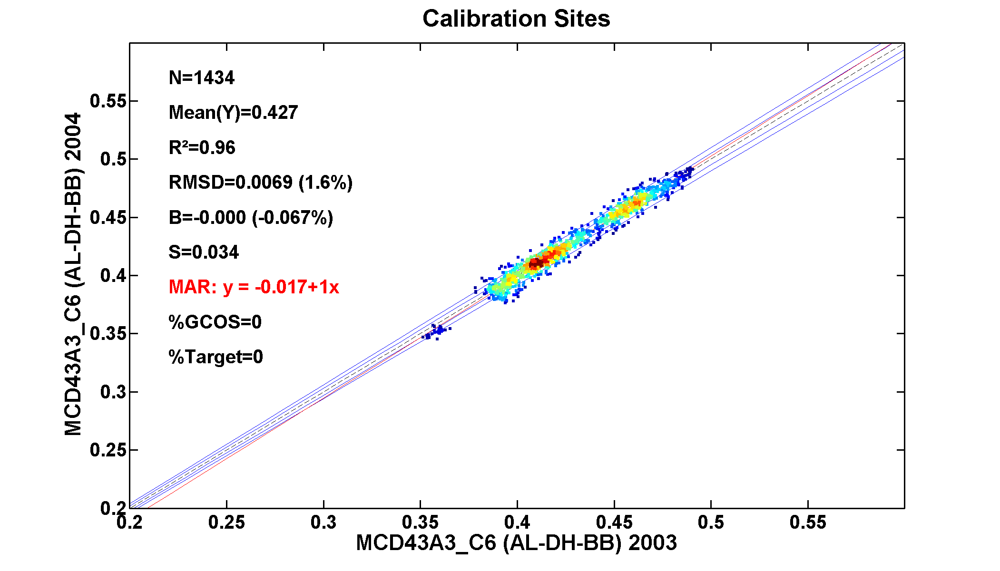 Calibration Sites
N=1434
Mean(Y)=0.427
R²=0.96
RMSD=0.0069 (1.6%)
B=-0.000 (-0.067%)
S=0.034
MAR: y = -0.017+1x
%GCOS=0
%Target=0
MCD43A3_C6 (AL-DH-BB) 2004
0.55
0.5
0.45
0.4
0.35
0.3
0.25
0.2
0.2 0.25 0.3 0.35 0.4 0.45 0.5 0.55
MCD43A3_C6 (AL-DH-BB) 2003